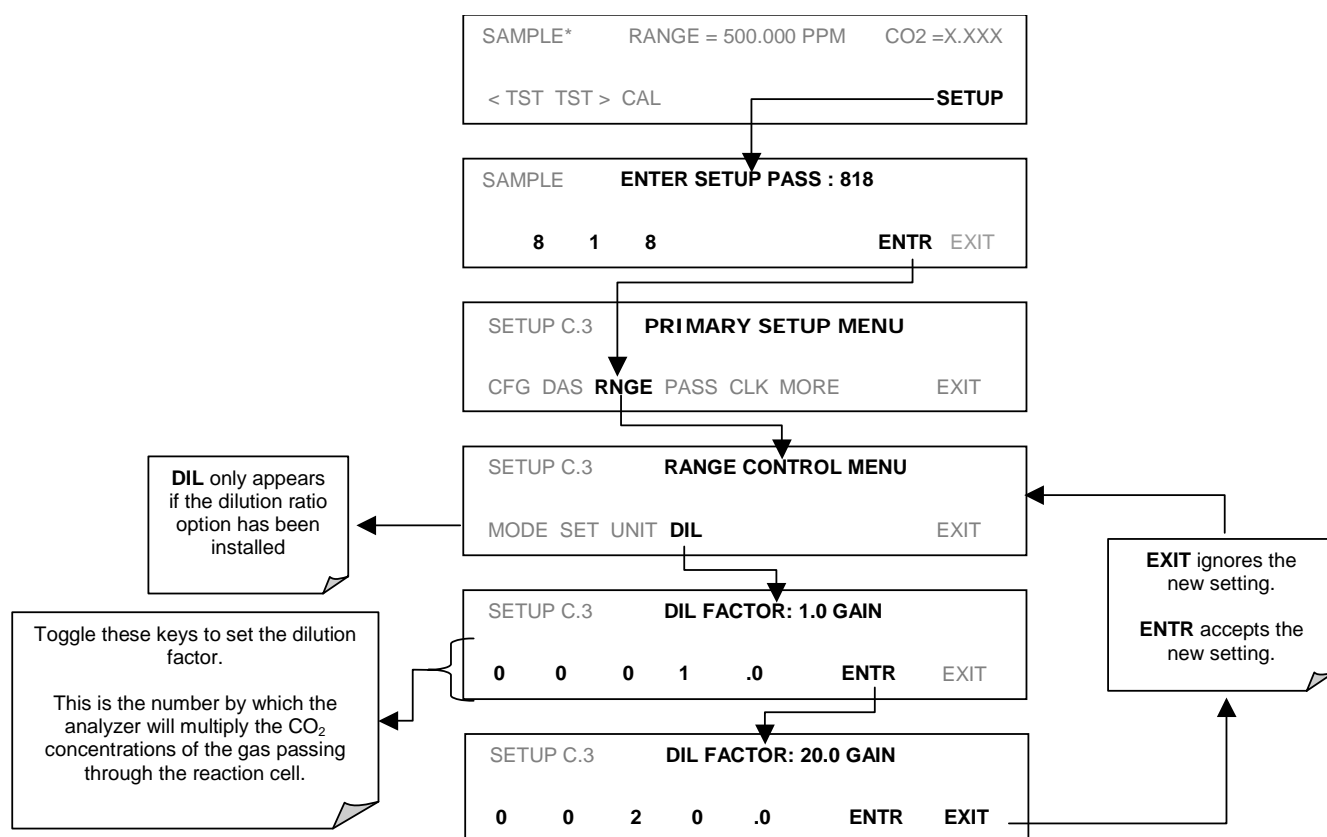 SAMPLE* RANGE = 500.000 PPM CO2 =X.XXX
< TST TST > CAL SETUP
SAMPLE ENTER SETUP PASS : 818
8 1 8 ENTR EXIT
SETUP C.3 PRIMARY SETUP MENU
CFG DAS RNGE PASS CLK MORE EXIT
SETUP C.3 RANGE CONTROL MENU
MODE SET UNIT DIL EXIT
DIL only appears
if the dilution ratio
option has been
installed
EXIT ignores the
new setting.
ENTR accepts the
new setting.
SETUP C.3 DIL FACTOR: 1.0 GAIN
0 0 0 1 .0 ENTR EXIT
Toggle these keys to set the dilution
factor.
This is the number by which the
analyzer will multiply the CO₂
concentrations of the gas passing
through the reaction cell.
SETUP C.3 DIL FACTOR: 20.0 GAIN
0 0 2 0 .0 ENTR EXIT